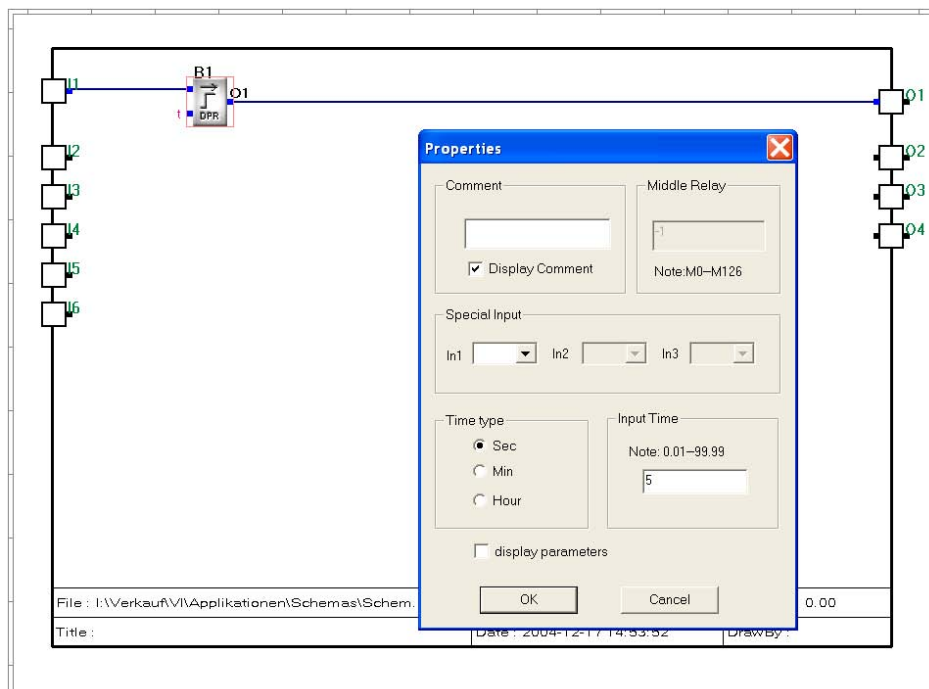 B1
I1
O1
O1
t
DPR
I2
I3
I4
I5
I6
O2
O3
O4
Properties
Comment
Display Comment
Middle Relay
-1
Note:M0—M126
Special Input
In1
In2
In3
Time type
Sec
Min
Hour
Input Time
Note: 0.01—99.99
5
display parameters
OK
Cancel
File : I:\Verkauf\VI\Applikationen\Schemas\Schem.
0.00
Title :
Date : 2004-12-17 14:53:52
DrawBy :